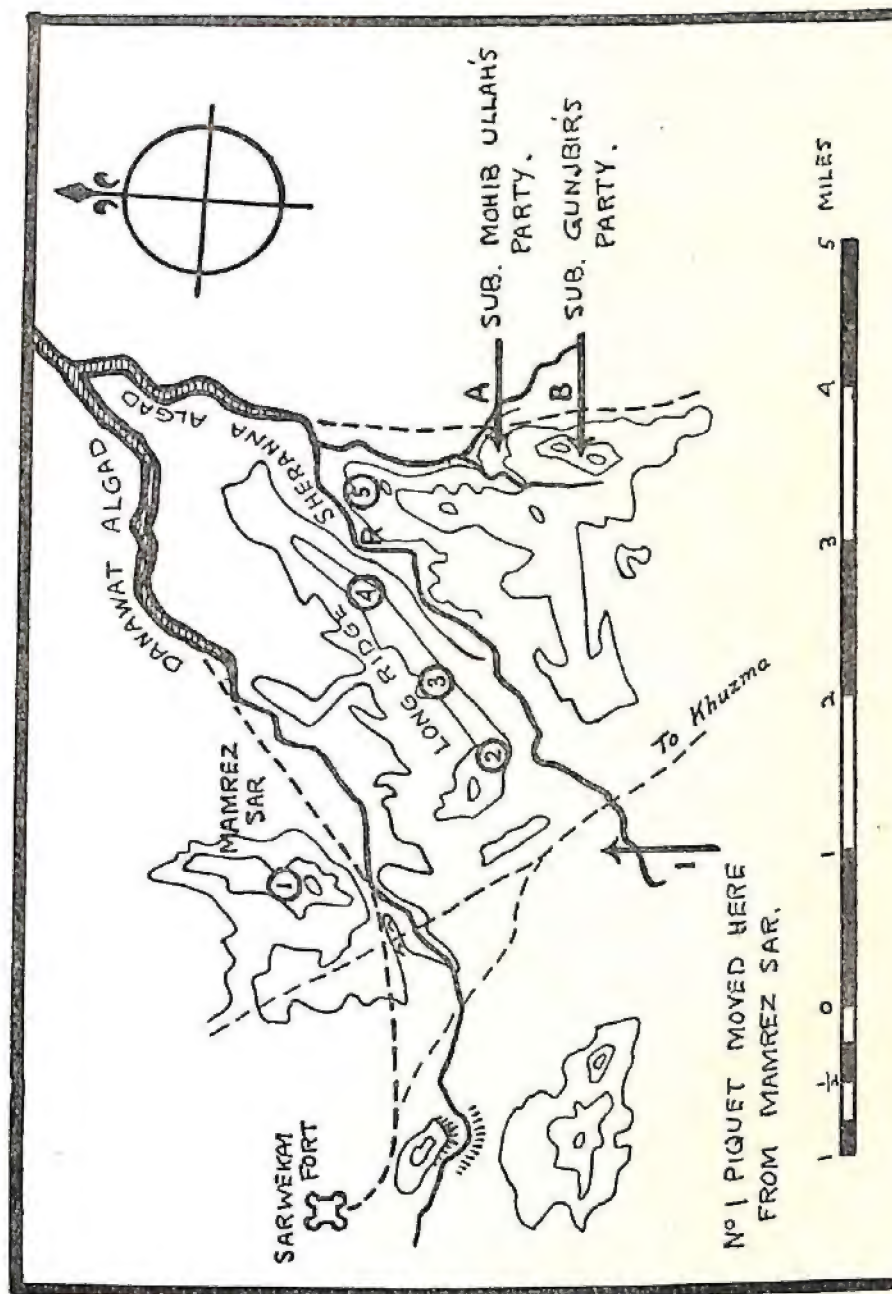 DANAWAT ALGAD
SHERANNA ALGAD
MAMREZ
SAR
1
LONG RIDGE
2
3
4
5
R
SARWEKAI
FORT
A
SUB. MOHIB ULLAH'S
PARTY.
B
SUB. GUNJBIR'S
PARTY.
To Khuzma
1
Nº 1 PIQUET MOVED HERE
FROM MAMREZ SAR.
1 ½ 0 1 2 3 4 5 MILES